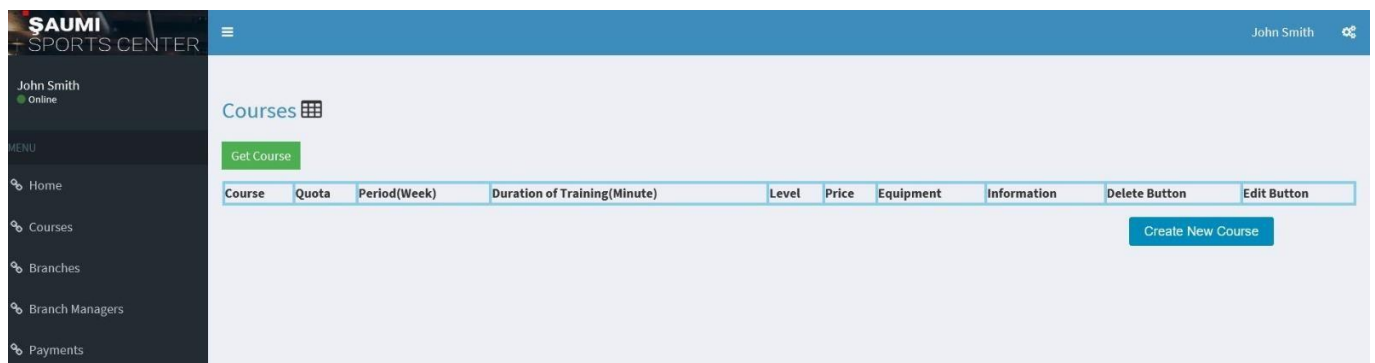 ŞAUMI
SPORTS CENTER
John Smith
John Smith
Online
MENU
Home
Courses
Branches
Branch Managers
Payments
Courses
Get Course
Course Quota Period(Week) Duration of Training(Minute) Level Price Equipment Information Delete Button Edit Button
Create New Course